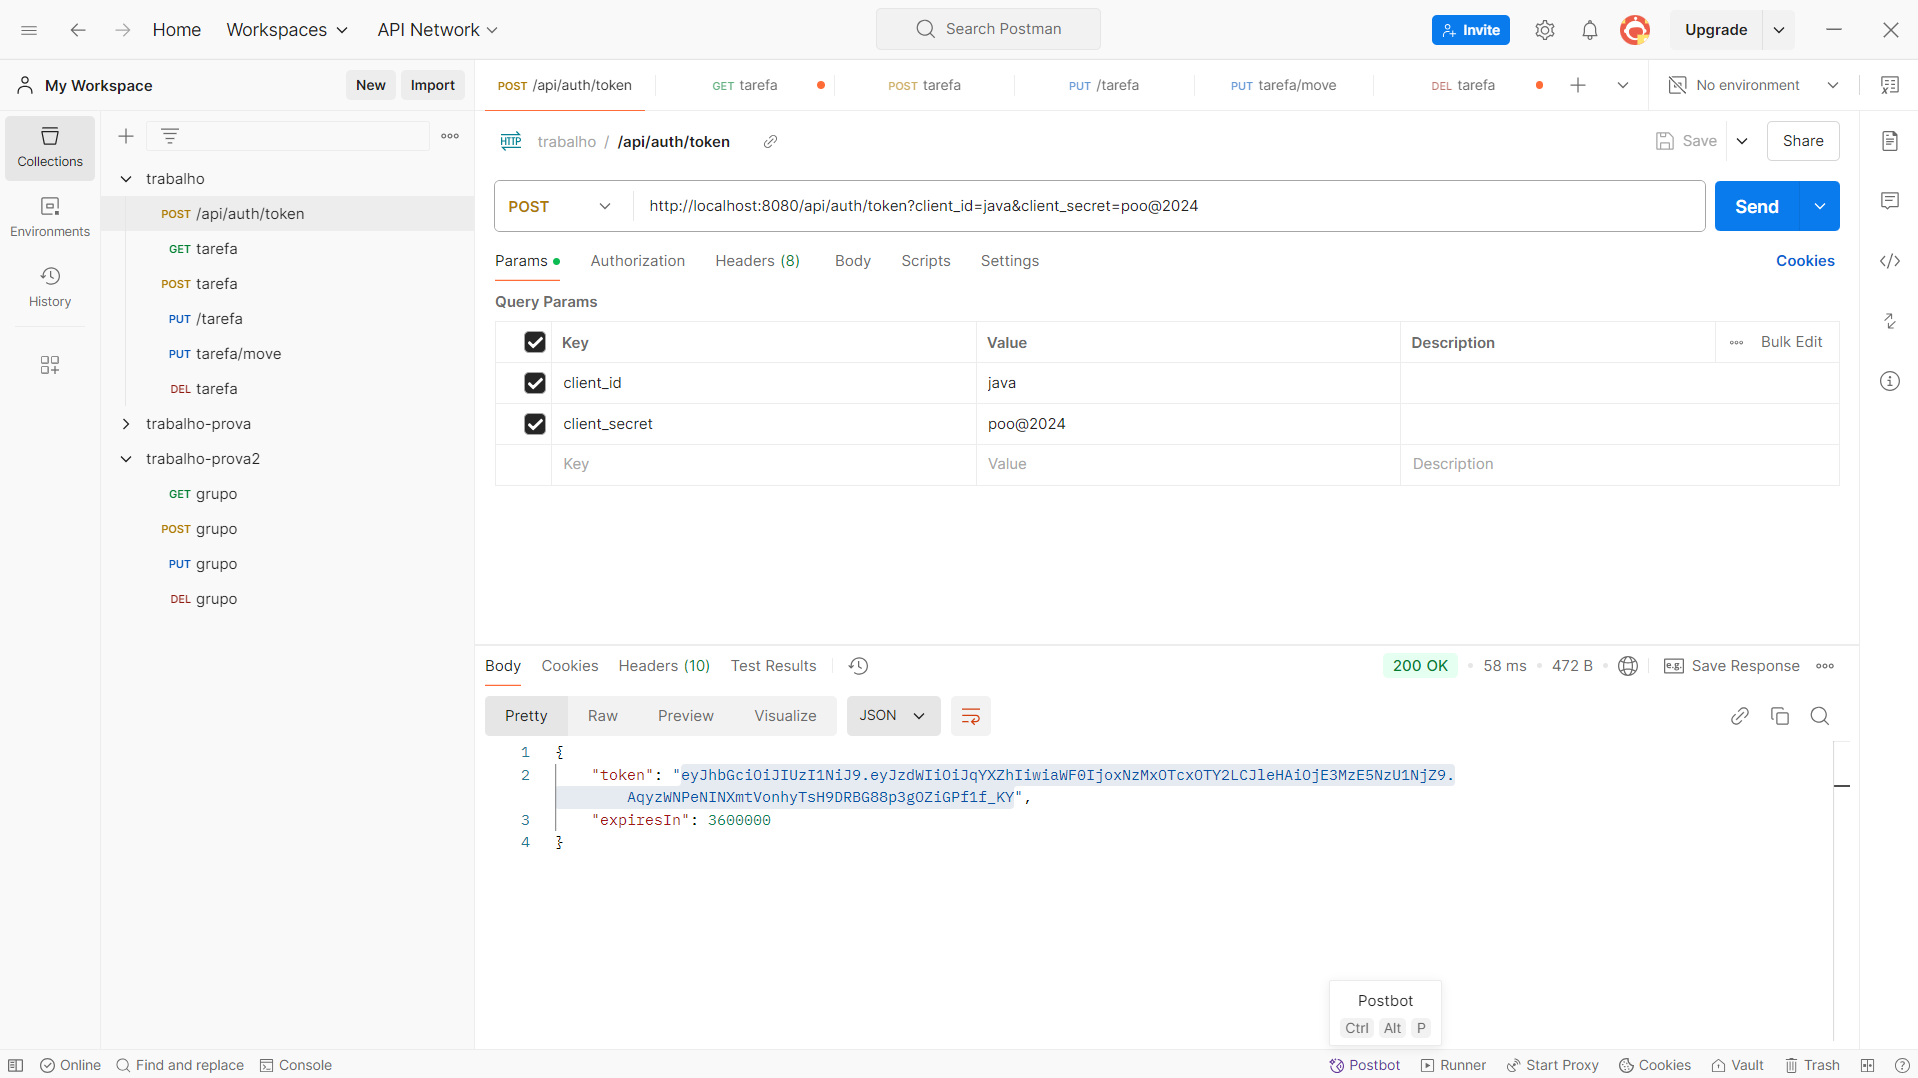 Home Workspaces API Network Search Postman Invite Upgrade
My Workspace New Import POST /api/auth/token GET tarefa POST tarefa PUT /tarefa PUT tarefa/move DEL tarefa No environment
Collections
Environments
History
trabalho
POST /api/auth/token
GET tarefa
POST tarefa
PUT /tarefa
PUT tarefa/move
DEL tarefa
trabalho-prova
trabalho-prova2
GET grupo
POST grupo
PUT grupo
DEL grupo
HTTP trabalho / /api/auth/token Save Share
POST http://localhost:8080/api/auth/token?client_id=java&client_secret=poo@2024 Send
Params Authorization Headers (8) Body Scripts Settings Cookies
Query Params
Key Value Description Bulk Edit
client_id java
client_secret poo@2024
Key Value Description
Body Cookies Headers (10) Test Results 200 OK 58 ms 472 B e.g. Save Response
Pretty Raw Preview Visualize JSON
1 {
2 "token": "eyJhbGciOiJIUzI1NiJ9.eyJzdWIiOiJqYXZhIiwiaWF0IjoxNzMxOTcxOTY2LCJleHAiOjE3MzE5NzU1NjZ9.
AqyzWNPeNINXmtVonhyTsH9DRBG88p3gOZiGPf1f_KY",
3 "expiresIn": 3600000
4 }
Postbot
Ctrl Alt P
Online Find and replace Console Postbot Runner Start Proxy Cookies Vault Trash